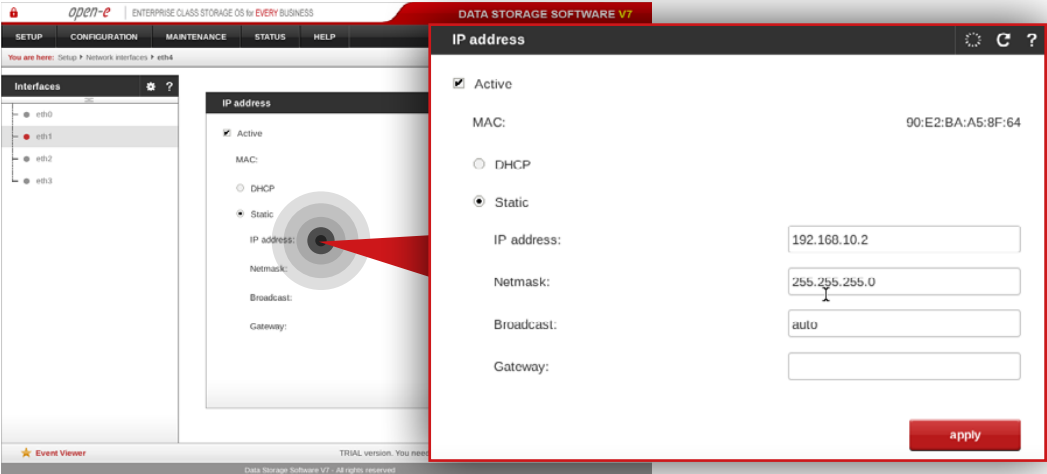 open-e ENTERPRISE CLASS STORAGE OS for EVERY BUSINESS
DATA STORAGE SOFTWARE V7
SETUP CONFIGURATION MAINTENANCE STATUS HELP
You are here: Setup Network interfaces eth4
Interfaces ?
eth0
eth1
eth2
eth3
IP address
Active
MAC:
DHCP
Static
IP address:
Netmask:
Broadcast:
Gateway:
Event Viewer
TRIAL version. You need
Data Storage Software V7 - All rights reserved
IP address ?
Active
MAC: 90:E2:BA:A5:8F:64
DHCP
Static
IP address: 192.168.10.2
Netmask: 255.255.255.0
Broadcast: auto
Gateway:
apply